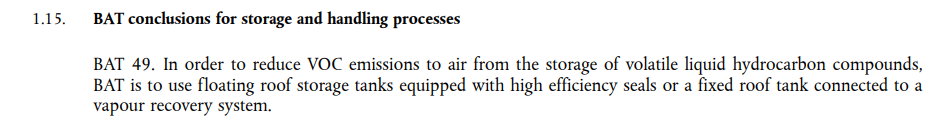 1.15. BAT conclusions for storage and handling processes
BAT 49. In order to reduce VOC emissions to air from the storage of volatile liquid hydrocarbon compounds,
BAT is to use floating roof storage tanks equipped with high efficiency seals or a fixed roof tank connected to a
vapour recovery system.